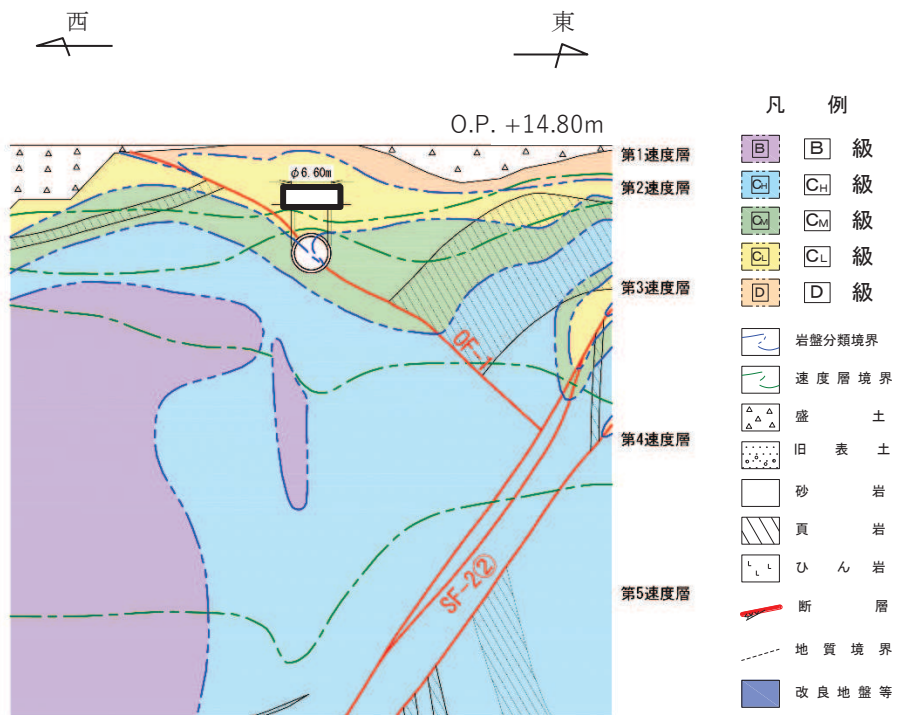 西
東
O.P. +14.80m
φ6.60m
第1速度層
第2速度層
第3速度層
第4速度層
第5速度層
OF-1
SF-2②
凡 例
B B 級
CH CH 級
CM CM 級
CL CL 級
D D 級
岩盤分類境界
速度層境界
盛土
旧表土
砂岩
頁岩
ひん岩
断層
地質境界
改良地盤等